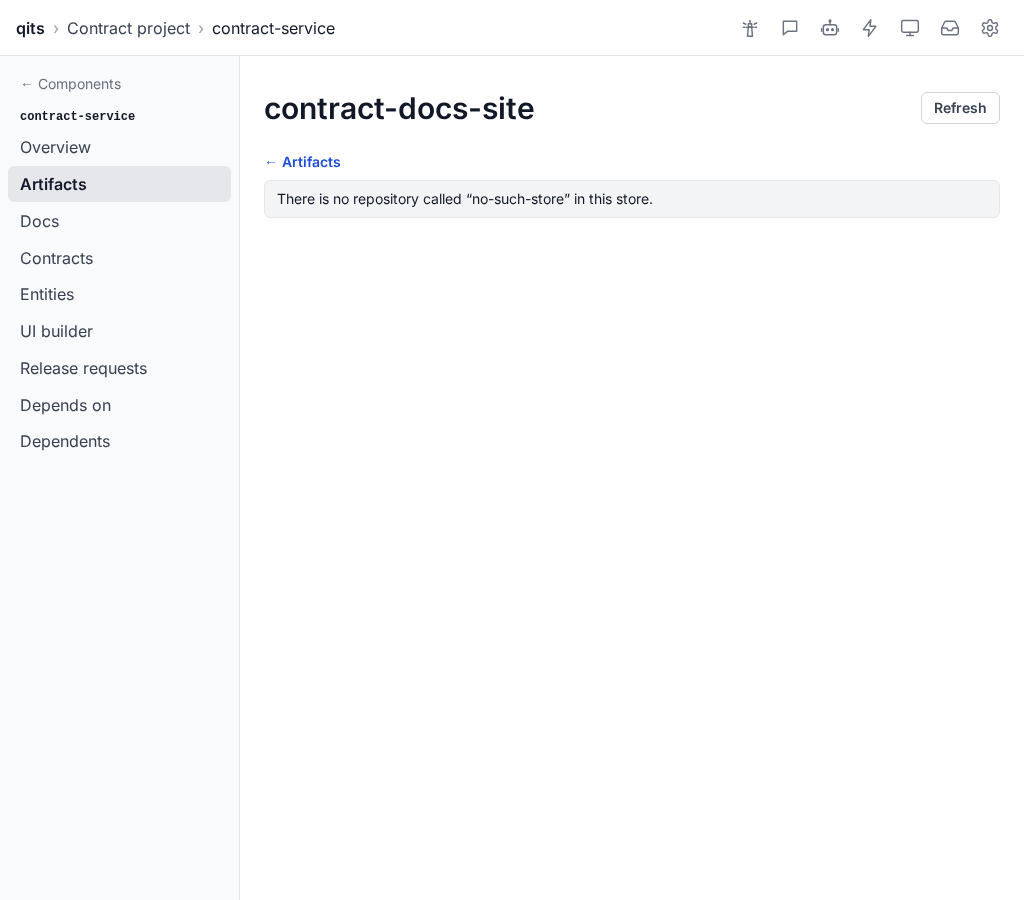 qits › Contract project › contract-service
← Components
contract-service
Overview
Artifacts
Docs
Contracts
Entities
UI builder
Release requests
Depends on
Dependents
contract-docs-site
Refresh
← Artifacts
There is no repository called “no-such-store” in this store.